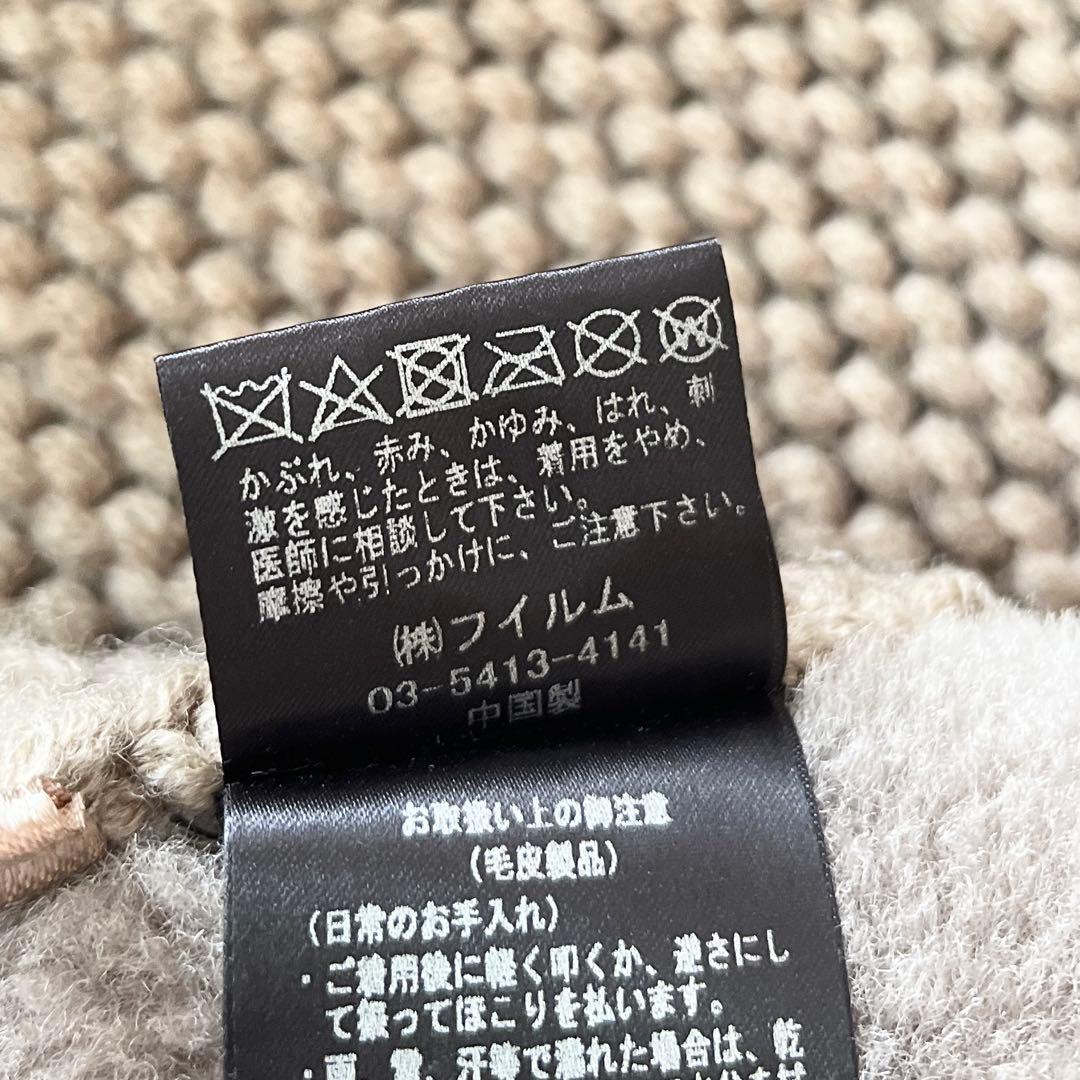 かぶれ、赤み、かゆみ、はれ、刺
激を感じたときは、着用をやめ、
医師に相談して下さい。
摩擦や引っかけに、ご注意下さい。
(株)フイルム
03-5413-4141
中国製
お取扱い上の御注意
(毛皮製品)
(日常のお手入れ)
・ご着用後に軽く叩くか、逆さにし
て振ってほこりを払います。
・雨、雪、汗等で濡れた場合は、乾